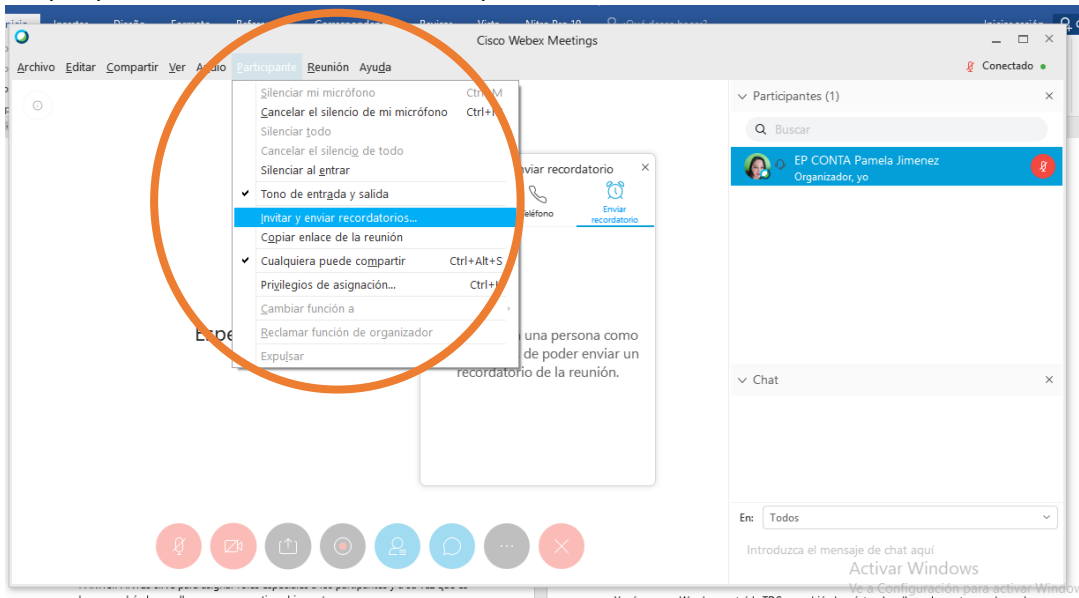 Cisco Webex Meetings
Archivo Editar Compartir Ver Audio Participante Reunión Ayuda
Conectado
Silenciar mi micrófono Ctrl+M
Cancelar el silencio de mi micrófono
Silenciar todo
Cancelar el silencio de todo
Silenciar al entrar
Tono de entrada y salida
Invitar y enviar recordatorios...
Copiar enlace de la reunión
Cualquiera puede compartir Ctrl+Alt+S
Privilegios de asignación...
Cambiar función a
Reclamar función de organizador
Expulsar
recordatorio
Enviar
recordatorio
una persona como
de poder enviar un
recordatorio de la reunión.
Participantes (1)
Buscar
EP CONTA Pamela Jimenez
Organizador, yo
Chat
En: Todos
Introduzca el mensaje de chat aquí
Activar Windows
Ve a Configuración para activar